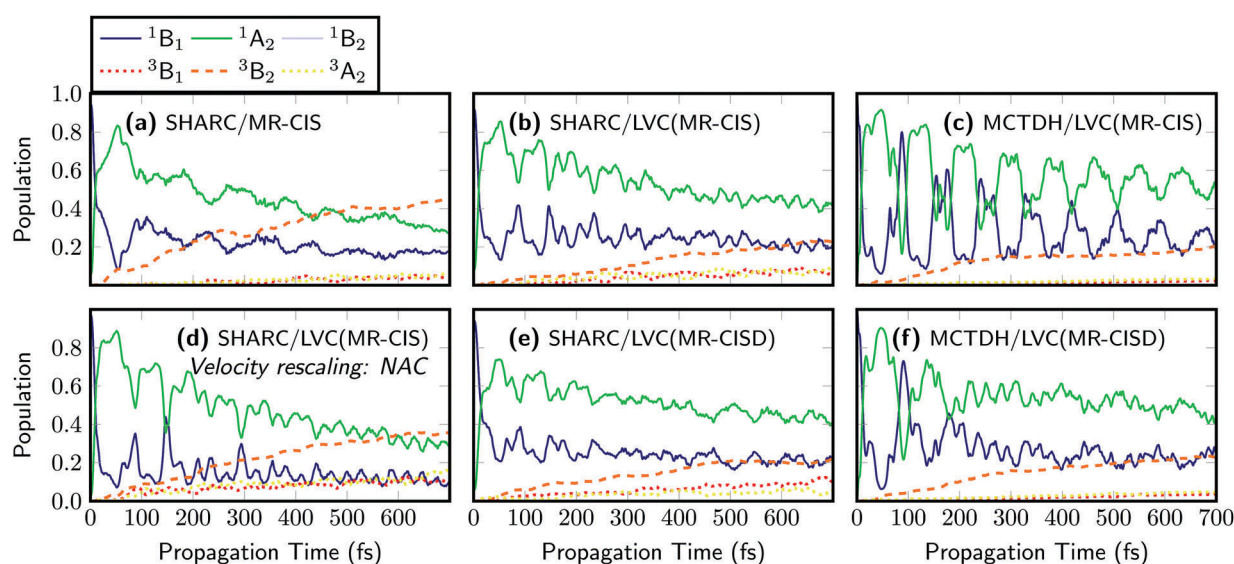 ¹B₁ ¹A₂ ¹B₂
³B₁ ³B₂ ³A₂
1.0
0.8
0.6
0.4
0.2
Population
(a) SHARC/MR-CIS
(b) SHARC/LVC(MR-CIS)
(c) MCTDH/LVC(MR-CIS)
0.8
0.6
0.4
0.2
0.0
Population
(d) SHARC/LVC(MR-CIS)
Velocity rescaling: NAC
(e) SHARC/LVC(MR-CISD)
(f) MCTDH/LVC(MR-CISD)
0 100 200 300 400 500 600
0 100 200 300 400 500 600
0 100 200 300 400 500 600 700
Propagation Time (fs)
Propagation Time (fs)
Propagation Time (fs)